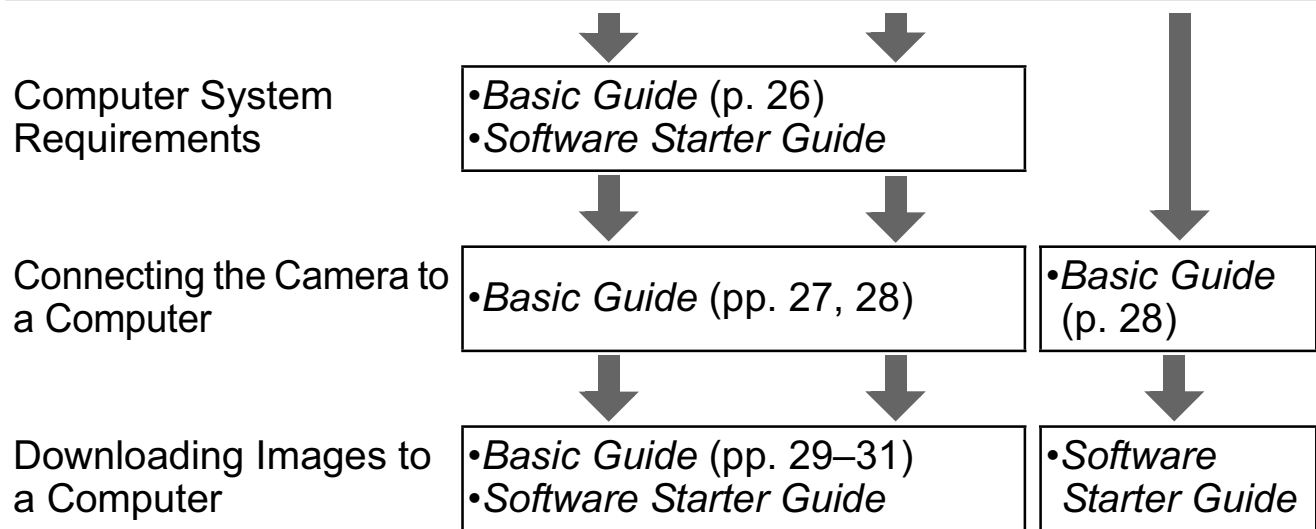 Computer System
Requirements
•Basic Guide (p. 26)
•Software Starter Guide
Connecting the Camera to
a Computer
•Basic Guide (pp. 27, 28)
•Basic Guide
(p. 28)
Downloading Images to
a Computer
•Basic Guide (pp. 29–31)
•Software Starter Guide
•Software
Starter Guide